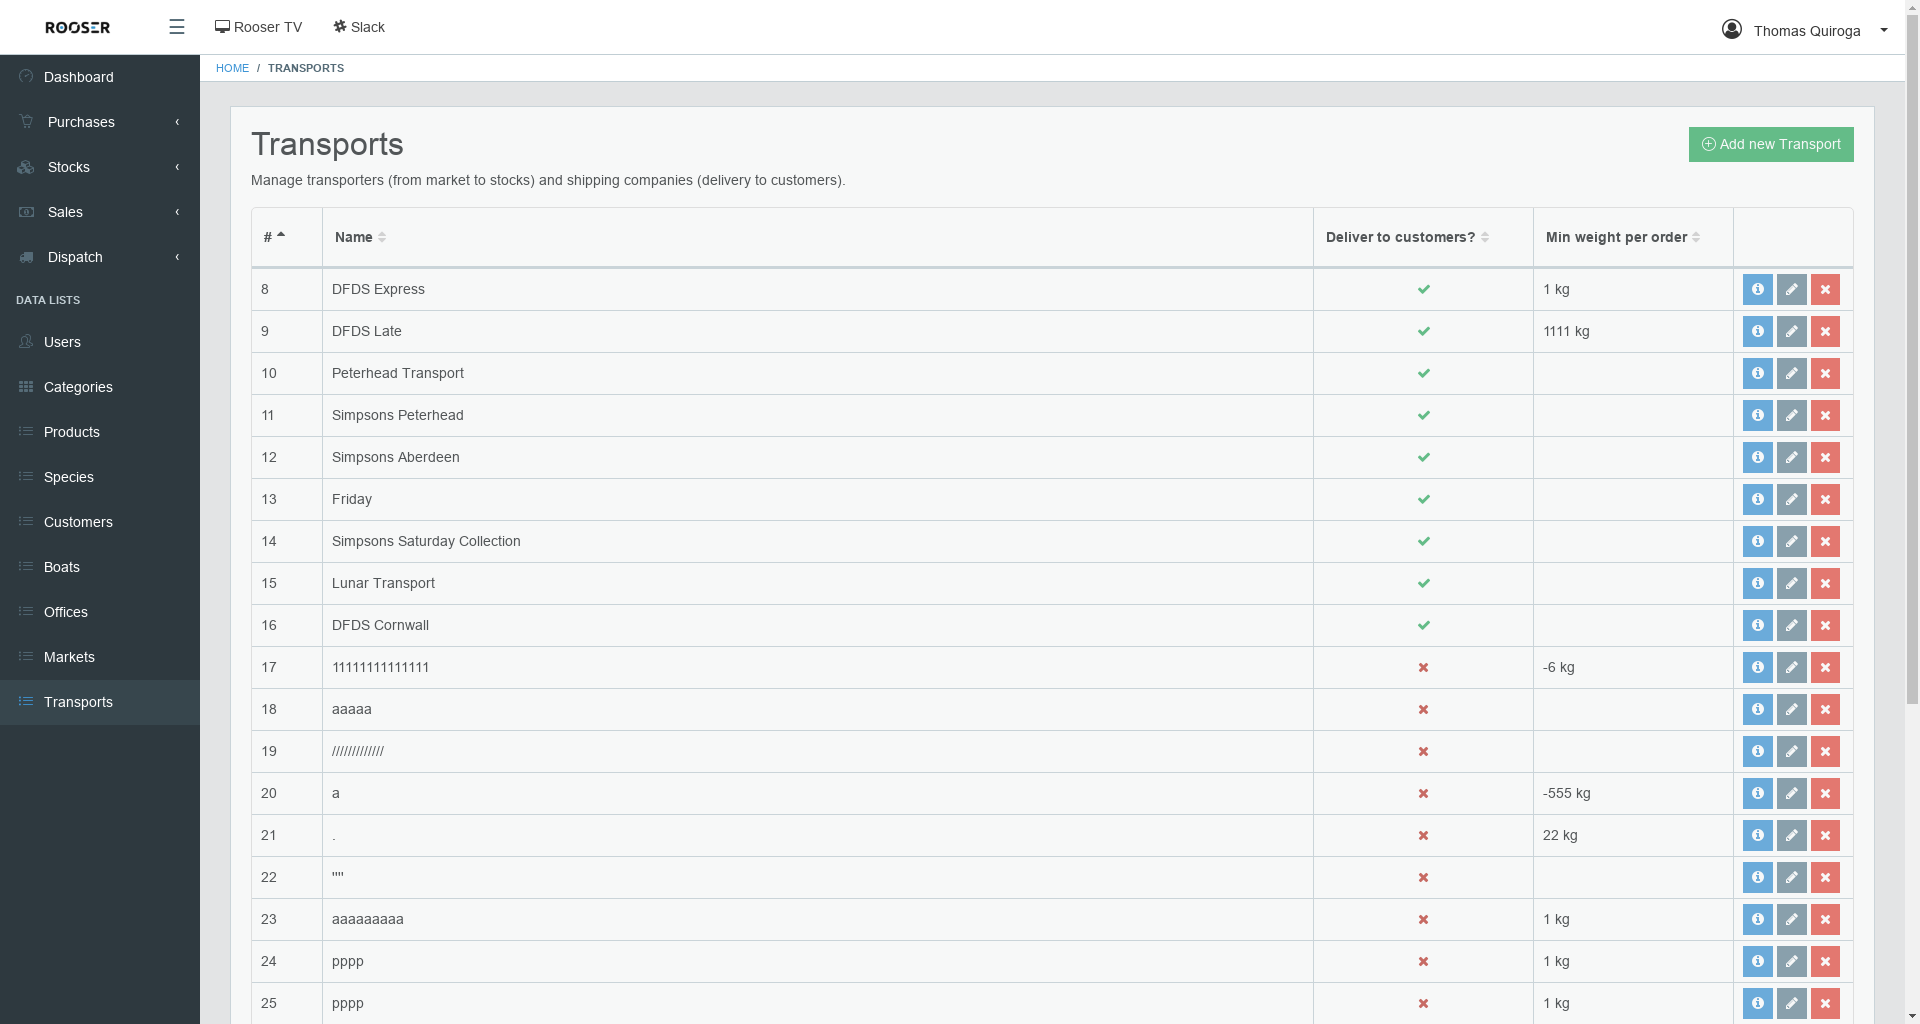 ROOSER
Rooser TV
Slack
Thomas Quiroga
HOME / TRANSPORTS
Dashboard
Purchases
Stocks
Sales
Dispatch
DATA LISTS
Users
Categories
Products
Species
Customers
Boats
Offices
Markets
Transports
Transports
Add new Transport
Manage transporters (from market to stocks) and shipping companies (delivery to customers).
# Name Deliver to customers? Min weight per order
8 DFDS Express 1 kg
9 DFDS Late 1111 kg
10 Peterhead Transport
11 Simpsons Peterhead
12 Simpsons Aberdeen
13 Friday
14 Simpsons Saturday Collection
15 Lunar Transport
16 DFDS Cornwall
17 11111111111111 -6 kg
18 aaaaa
19 /////////////
20 a -555 kg
21 . 22 kg
22 ""
23 aaaaaaaaa 1 kg
24 pppp 1 kg
25 pppp 1 kg